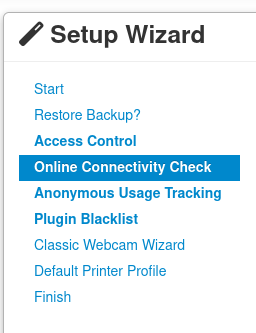 Setup Wizard
Start
Restore Backup?
Access Control
Online Connectivity Check
Anonymous Usage Tracking
Plugin Blacklist
Classic Webcam Wizard
Default Printer Profile
Finish